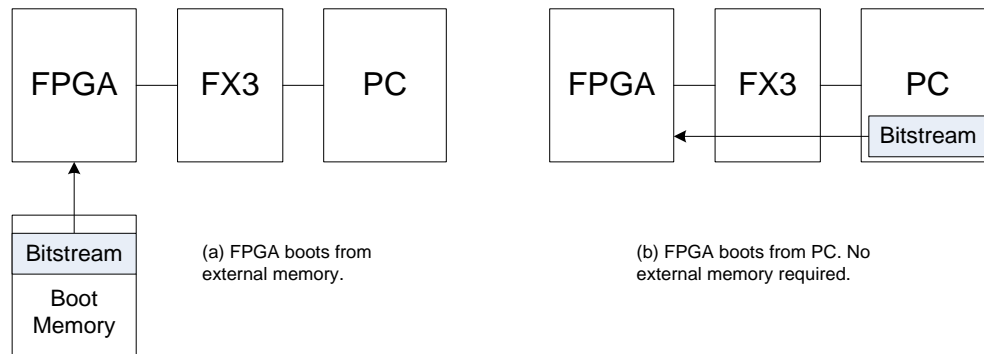 FPGA
FX3
PC
Bitstream
Boot
Memory
(a) FPGA boots from
external memory.
FPGA
FX3
PC
Bitstream
(b) FPGA boots from PC. No
external memory required.